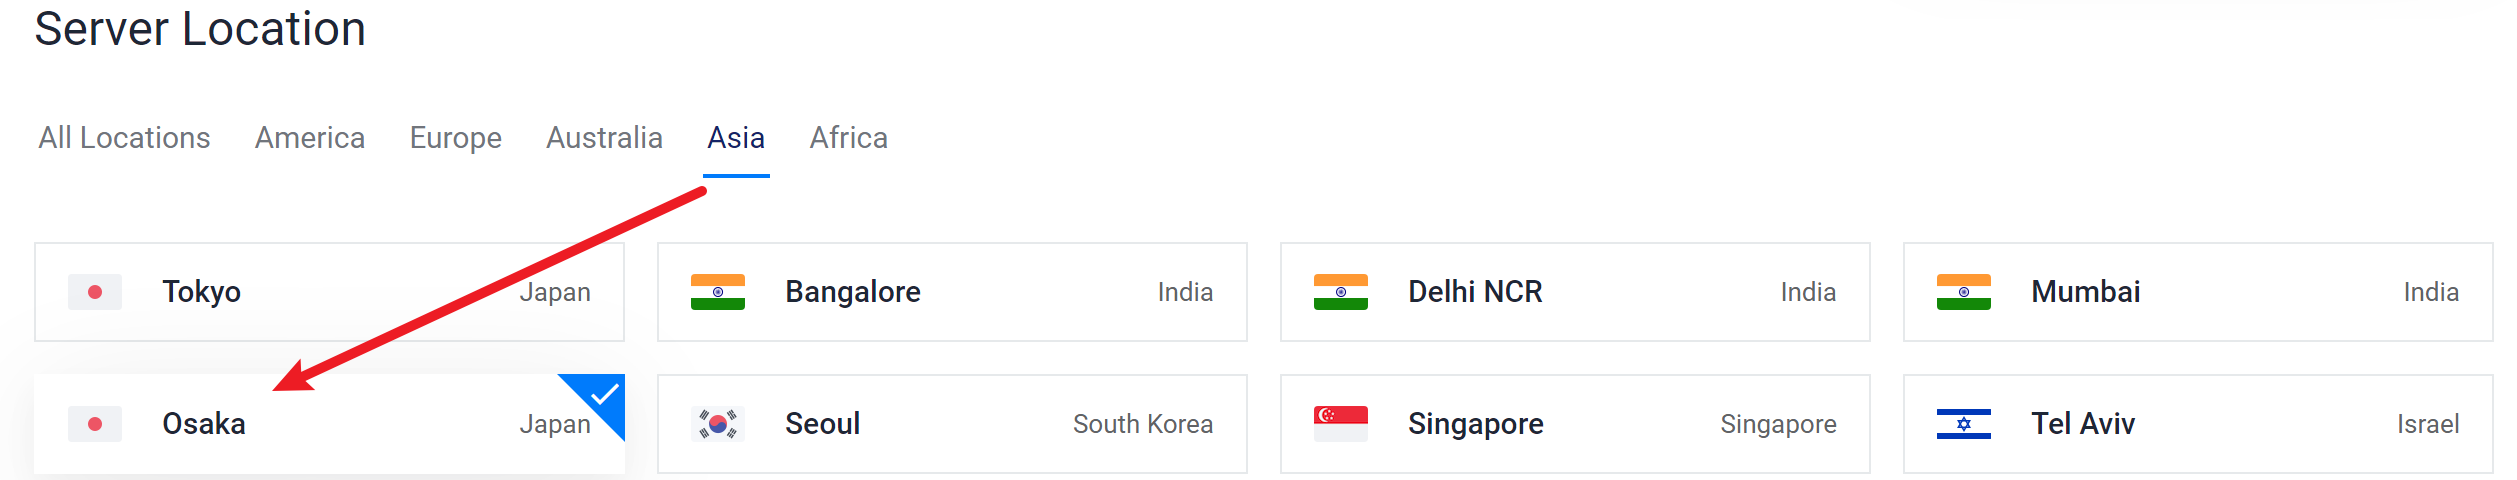 Server Location
All Locations America Europe Australia Asia Africa
Tokyo Japan Bangalore India Delhi NCR India Mumbai India
Osaka Japan Seoul South Korea Singapore Singapore Tel Aviv Israel